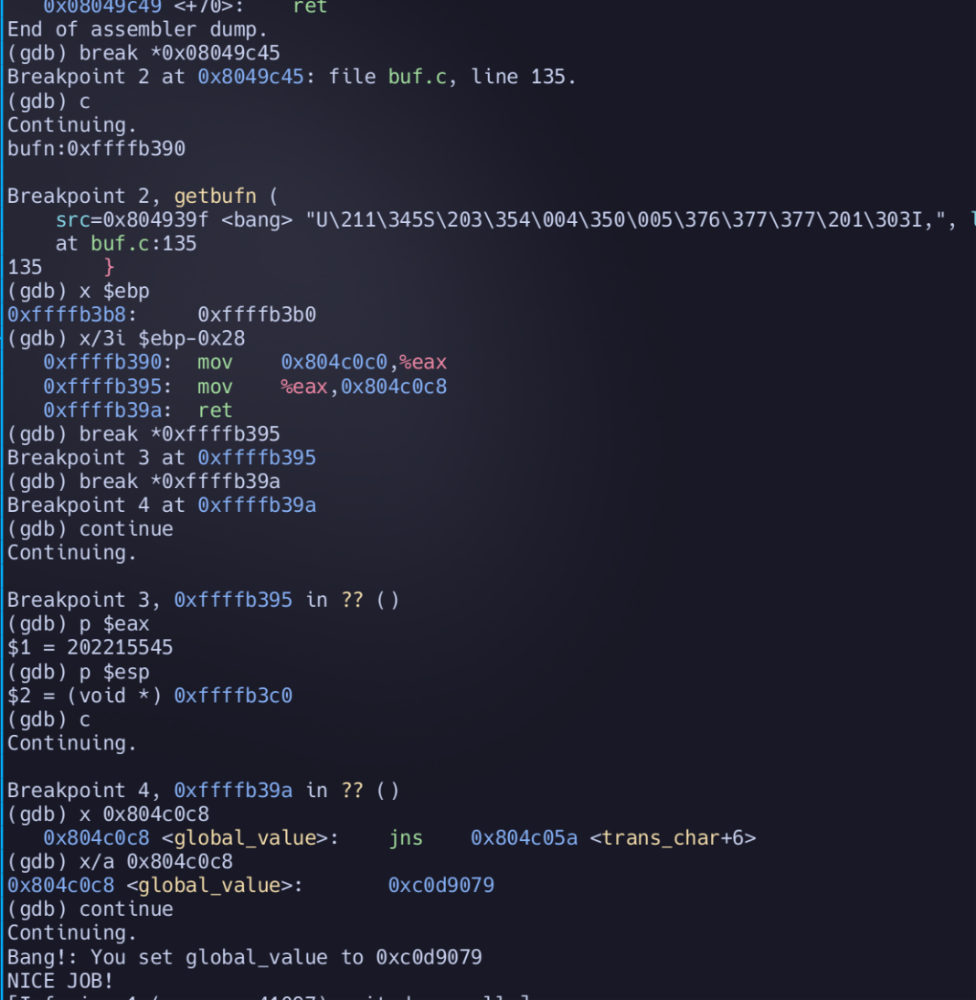 0x08049c49 <+70>:    ret
End of assembler dump.
(gdb) break *0x08049c45
Breakpoint 2 at 0x8049c45: file buf.c, line 135.
(gdb) c
Continuing.
bufn:0xffffb390
Breakpoint 2, getbufn (
    src=0x804939f <bang> "U\211\345S\203\354\004\350\005\376\377\377\201\303I,",
    at buf.c:135
135     }
(gdb) x $ebp
0xffffb3b8:     0xffffb3b0
(gdb) x/3i $ebp-0x28
   0xffffb390:  mov    0x804c0c0,%eax
   0xffffb395:  mov    %eax,0x804c0c8
   0xffffb39a:  ret
(gdb) break *0xffffb395
Breakpoint 3 at 0xffffb395
(gdb) break *0xffffb39a
Breakpoint 4 at 0xffffb39a
(gdb) continue
Continuing.
Breakpoint 3, 0xffffb395 in ?? ()
(gdb) p $eax
$1 = 202215545
(gdb) p $esp
$2 = (void *) 0xffffb3c0
(gdb) c
Continuing.
Breakpoint 4, 0xffffb39a in ?? ()
(gdb) x 0x804c0c8
   0x804c0c8 <global_value>:    jns    0x804c05a <trans_char+6>
(gdb) x/a 0x804c0c8
0x804c0c8 <global_value>:       0xc0d9079
(gdb) continue
Continuing.
Bang!: You set global_value to 0xc0d9079
NICE JOB!